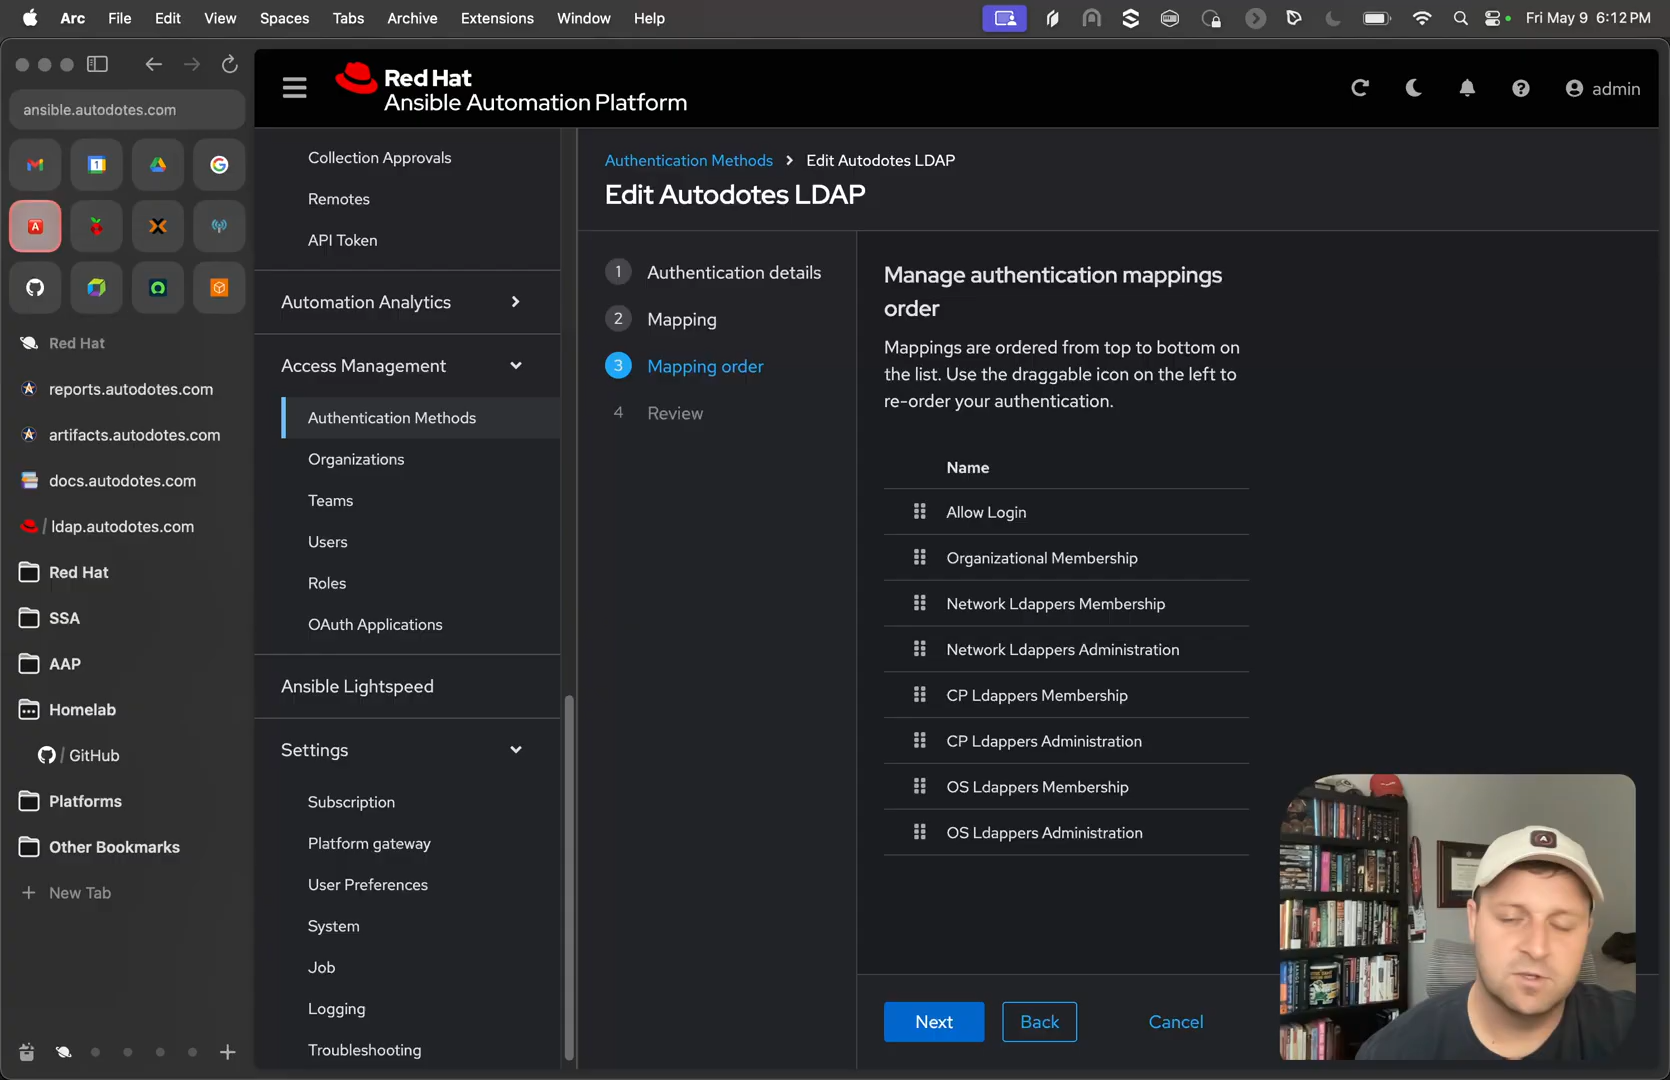 Arc File Edit View Spaces Tabs Archive Extensions Window Help
Fri May 9 6:12 PM
ansible.autodotes.com
Red Hat
reports.autodotes.com
artifacts.autodotes.com
docs.autodotes.com
/ ldap.autodotes.com
Red Hat
SSA
AAP
Homelab
/ GitHub
Platforms
Other Bookmarks
+ New Tab
Red Hat
Ansible Automation Platform
admin
Collection Approvals
Remotes
API Token
Automation Analytics
Access Management
Authentication Methods
Organizations
Teams
Users
Roles
OAuth Applications
Ansible Lightspeed
Settings
Subscription
Platform gateway
User Preferences
System
Job
Logging
Troubleshooting
Authentication Methods > Edit Autodotes LDAP
Edit Autodotes LDAP
1 Authentication details
2 Mapping
3 Mapping order
4 Review
Manage authentication mappings
order
Mappings are ordered from top to bottom on
the list. Use the draggable icon on the left to
re-order your authentication.
Name
Allow Login
Organizational Membership
Network Ldappers Membership
Network Ldappers Administration
CP Ldappers Membership
CP Ldappers Administration
OS Ldappers Membership
OS Ldappers Administration
Next
Back
Cancel